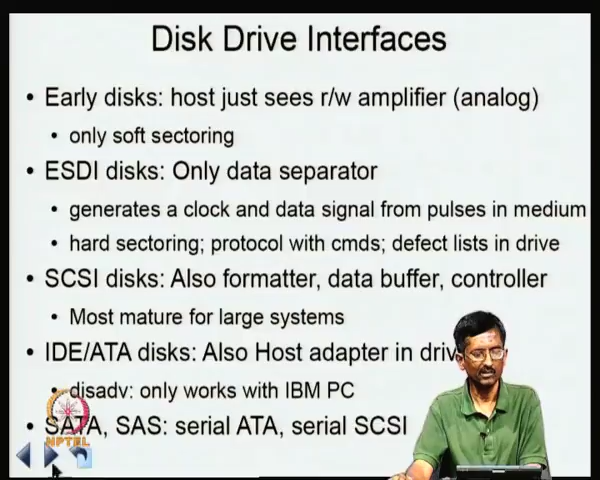 Disk Drive Interfaces
• Early disks: host just sees r/w amplifier (analog)
• only soft sectoring
• ESDI disks: Only data separator
• generates a clock and data signal from pulses in medium
• hard sectoring; protocol with cmds; defect lists in drive
• SCSI disks: Also formatter, data buffer, controller
• Most mature for large systems
• IDE/ATA disks: Also Host adapter in driv
• disadv: only works with IBM PC
• SATA, SAS: serial ATA, serial SCSI
NPTEL